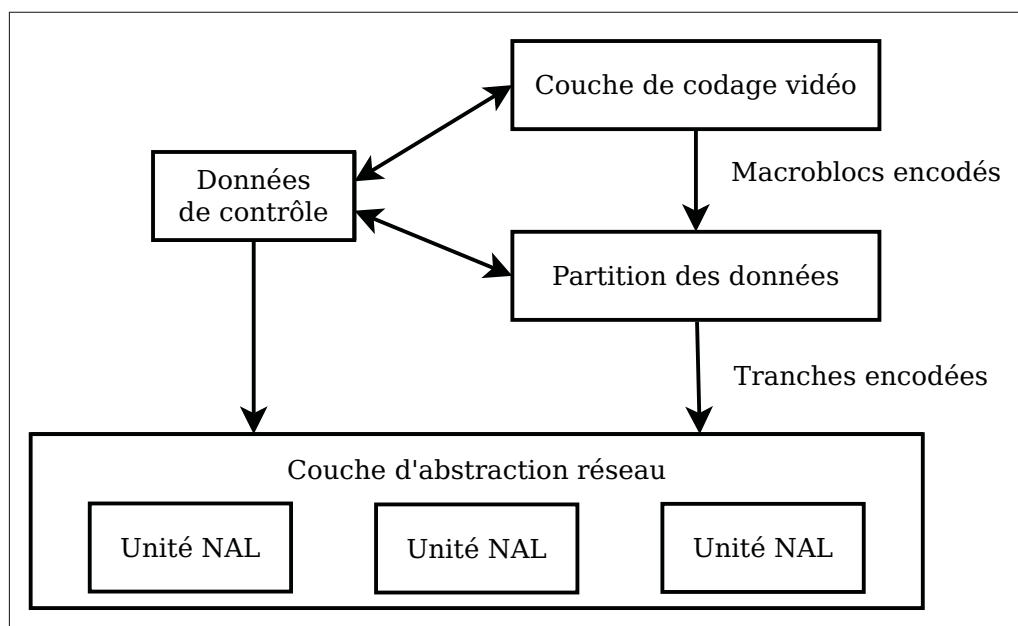 Couche de codage vidéo
Données
de contrôle
Macroblocs encodés
Partition des données
Tranches encodées
Couche d'abstraction réseau
Unité NAL
Unité NAL
Unité NAL